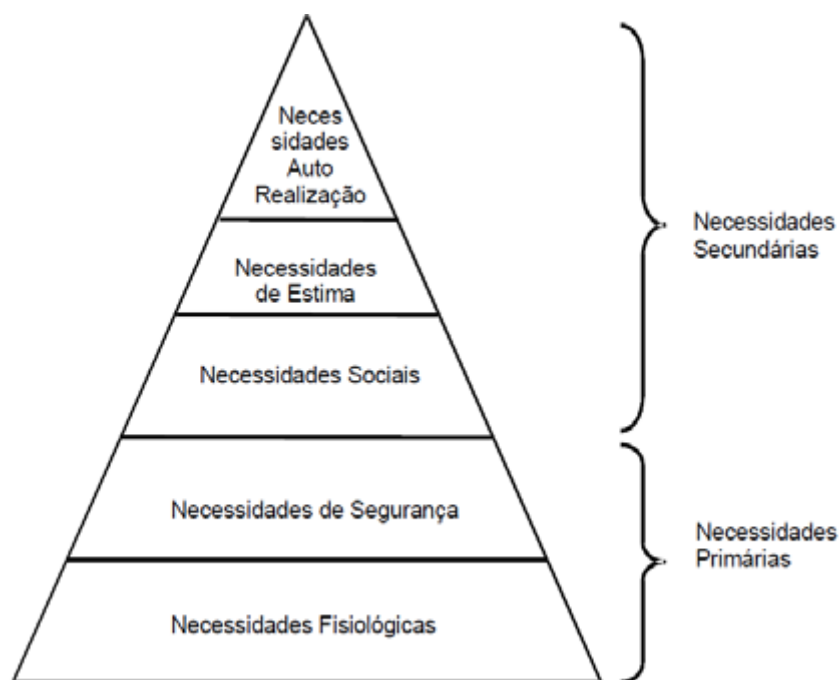 Neces
sidades
Auto
Realização
Necessidades
de Estima
Necessidades Sociais
Necessidades de Segurança
Necessidades Fisiológicas
Necessidades
Secundárias
Necessidades
Primárias